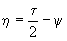 η = τ/2 − ψ